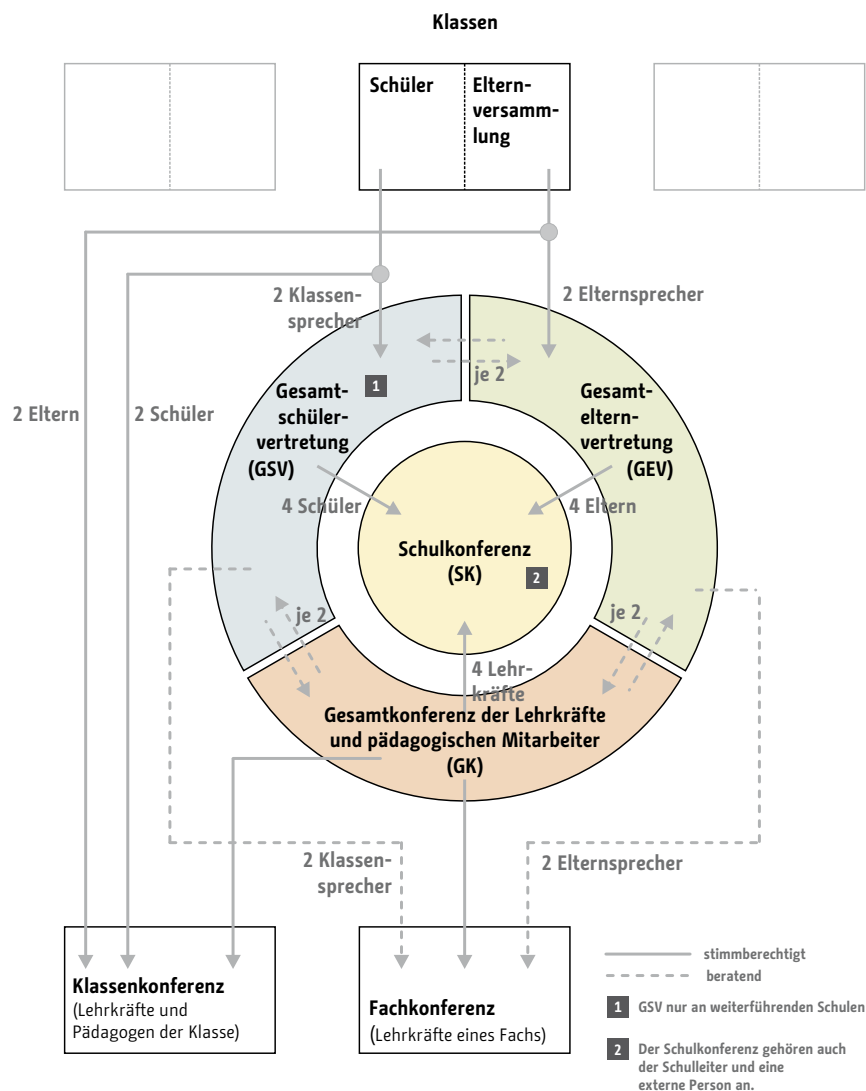 Klassen
Schüler
Eltern-
versamm-
lung
2 Klassen-
sprecher
2 Elternsprecher
je 2
1
2 Eltern
2 Schüler
Gesamt-
schüler-
vertretung
(GSV)
Gesamt-
eltern-
vertretung
(GEV)
4 Schüler
4 Eltern
Schulkonferenz
(SK)
2
je 2
je 2
4 Lehr-
kräfte
Gesamtkonferenz der Lehrkräfte
und pädagogischen Mitarbeiter
(GK)
2 Klassen-
sprecher
2 Elternsprecher
Klassenkonferenz
(Lehrkräfte und
Pädagogen der Klasse)
Fachkonferenz
(Lehrkräfte eines Fachs)
stimmberechtigt
beratend
1 GSV nur an weiterführenden Schulen
2 Der Schulkonferenz gehören auch
der Schulleiter und eine
externe Person an.